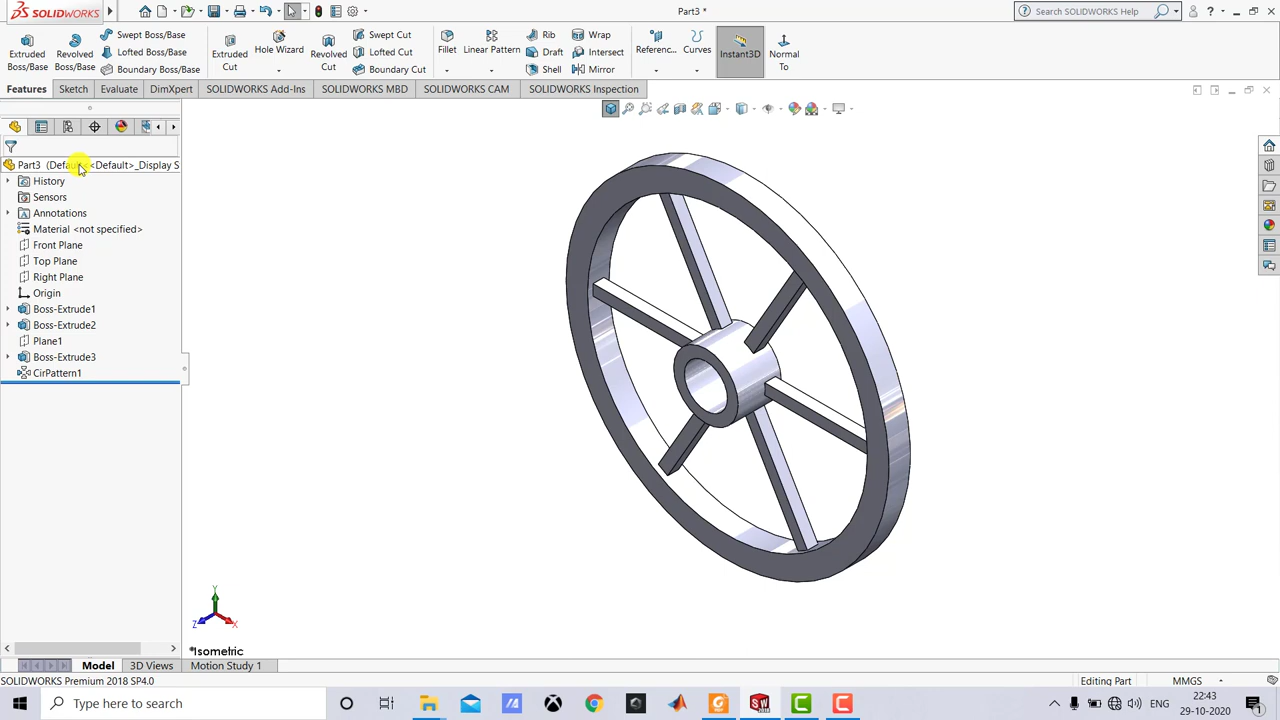 SOLIDWORKS
Part3 *
Search SOLIDWORKS Help
Extruded Boss/Base
Revolved Boss/Base
Swept Boss/Base
Lofted Boss/Base
Boundary Boss/Base
Extruded Cut
Hole Wizard
Revolved Cut
Swept Cut
Lofted Cut
Boundary Cut
Fillet
Linear Pattern
Rib
Draft
Shell
Wrap
Intersect
Mirror
Referenc...
Curves
Instant3D
Normal To
Features
Sketch
Evaluate
DimXpert
SOLIDWORKS Add-Ins
SOLIDWORKS MBD
SOLIDWORKS CAM
SOLIDWORKS Inspection
Part3 (Default<<Default>_Display S
History
Sensors
Annotations
Material <not specified>
Front Plane
Top Plane
Right Plane
Origin
Boss-Extrude1
Boss-Extrude2
Plane1
Boss-Extrude3
CirPattern1
Y
Z
X
*Isometric
Model
3D Views
Motion Study 1
SOLIDWORKS Premium 2018 SP4.0
Editing Part
MMGS
Type here to search
ENG
22:43
29-10-2020